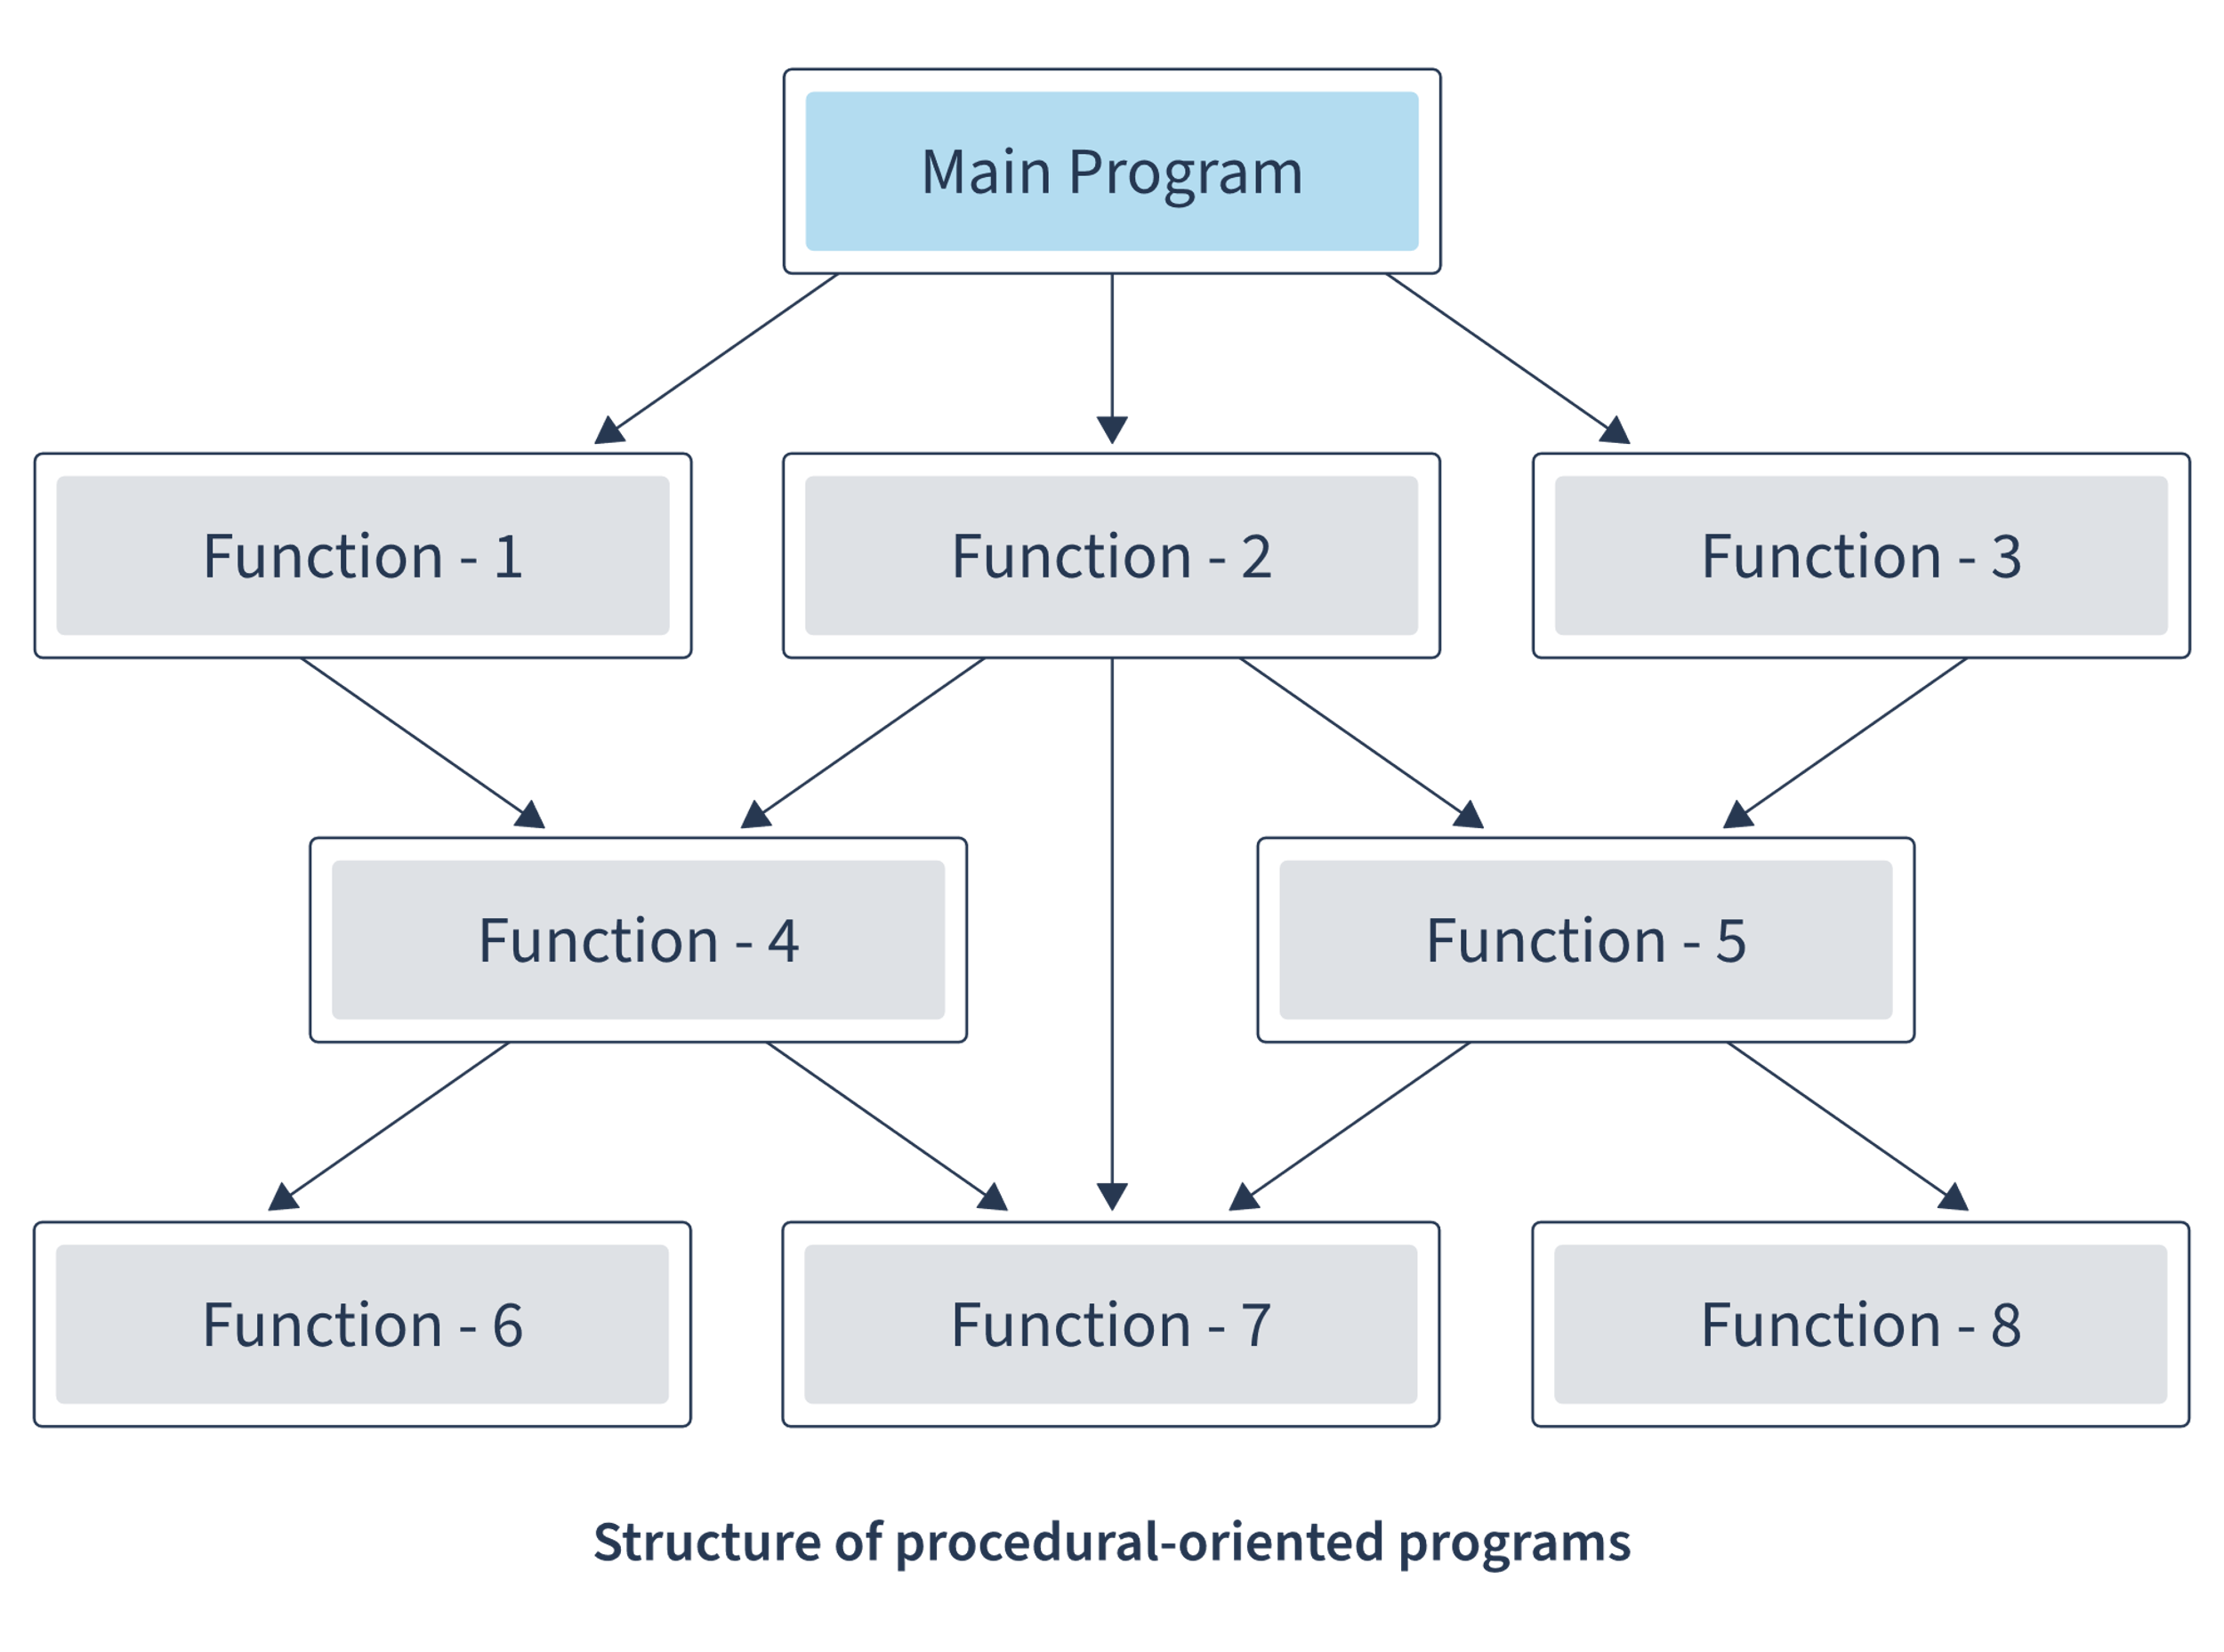 Main Program
Function - 1
Function - 2
Function - 3
Function - 4
Function - 5
Function - 6
Function - 7
Function - 8
Structure of procedural-oriented programs